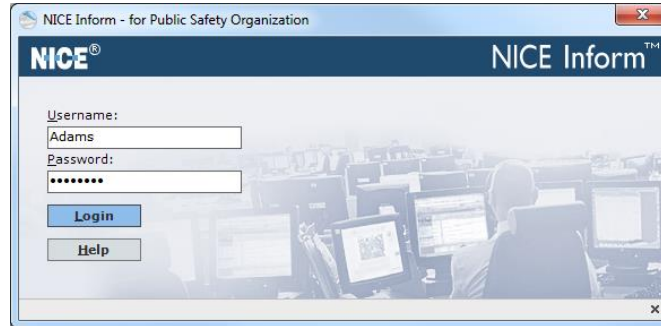 NICE Inform - for Public Safety Organization
NICE® NICE Inform™
Username:
Adams
Password:
••••••••
Login
Help